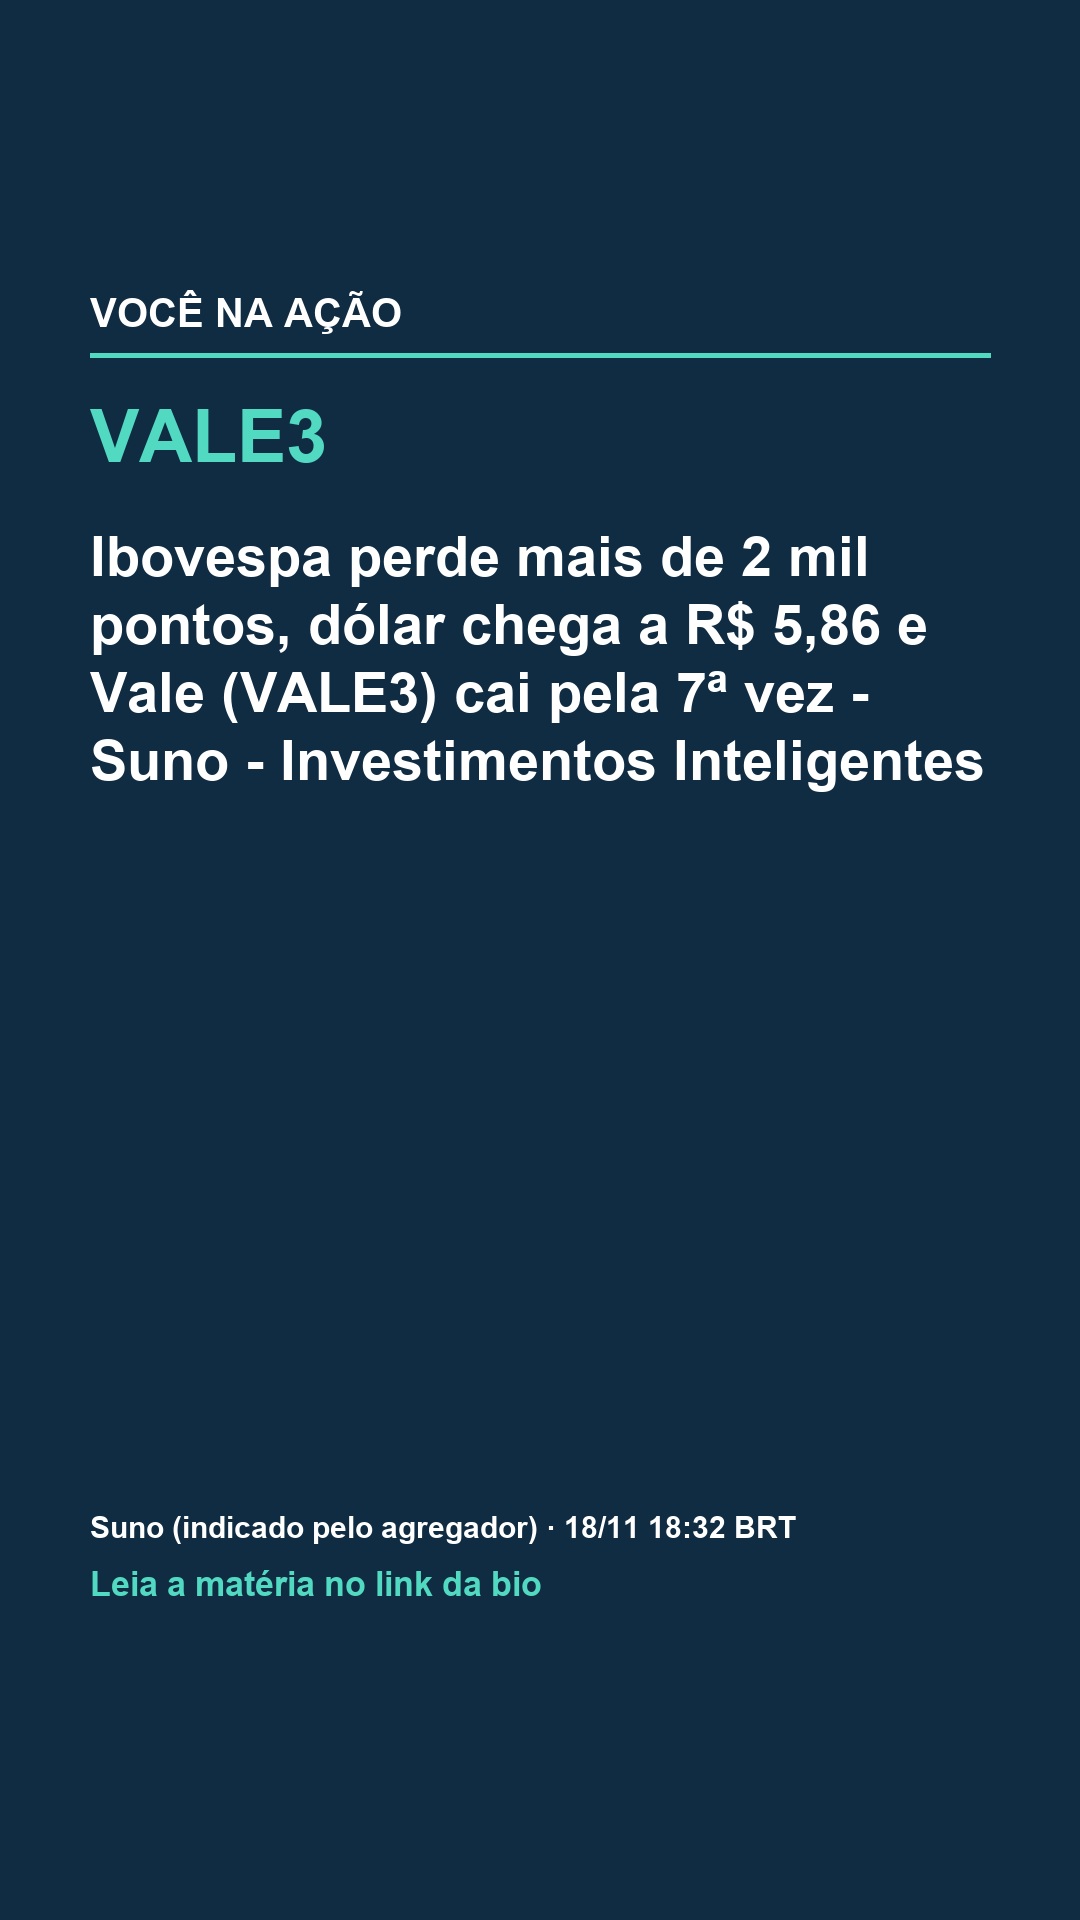 VOCÊ NA AÇÃO
VALE3
Ibovespa perde mais de 2 mil
pontos, dólar chega a R$ 5,86 e
Vale (VALE3) cai pela 7ª vez -
Suno - Investimentos Inteligentes
Suno (indicado pelo agregador) · 18/11 18:32 BRT
Leia a matéria no link da bio